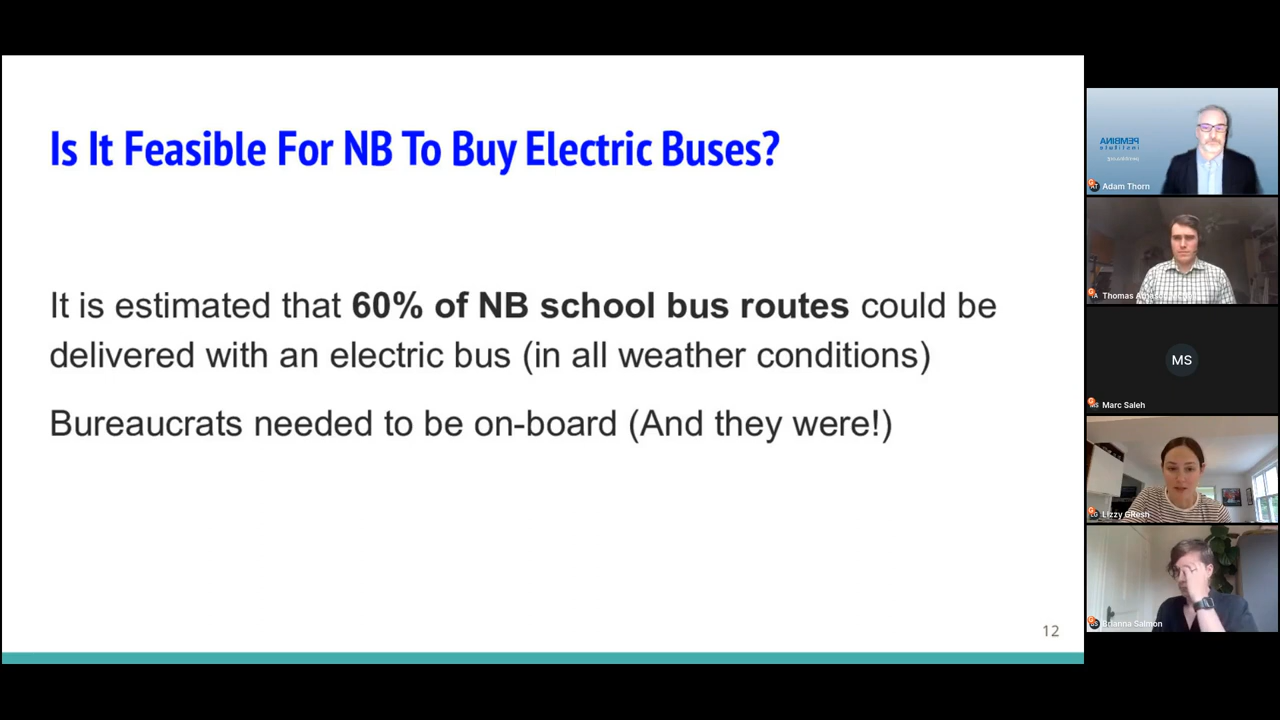 Is It Feasible For NB To Buy Electric Buses?
It is estimated that 60% of NB school bus routes could be
delivered with an electric bus (in all weather conditions)
Bureaucrats needed to be on-board (And they were!)
12
PEMBINA
institute
Adam Thorn
Thomas
MS
Marc Saleh
Lizzy GResh
Brianna Salmon